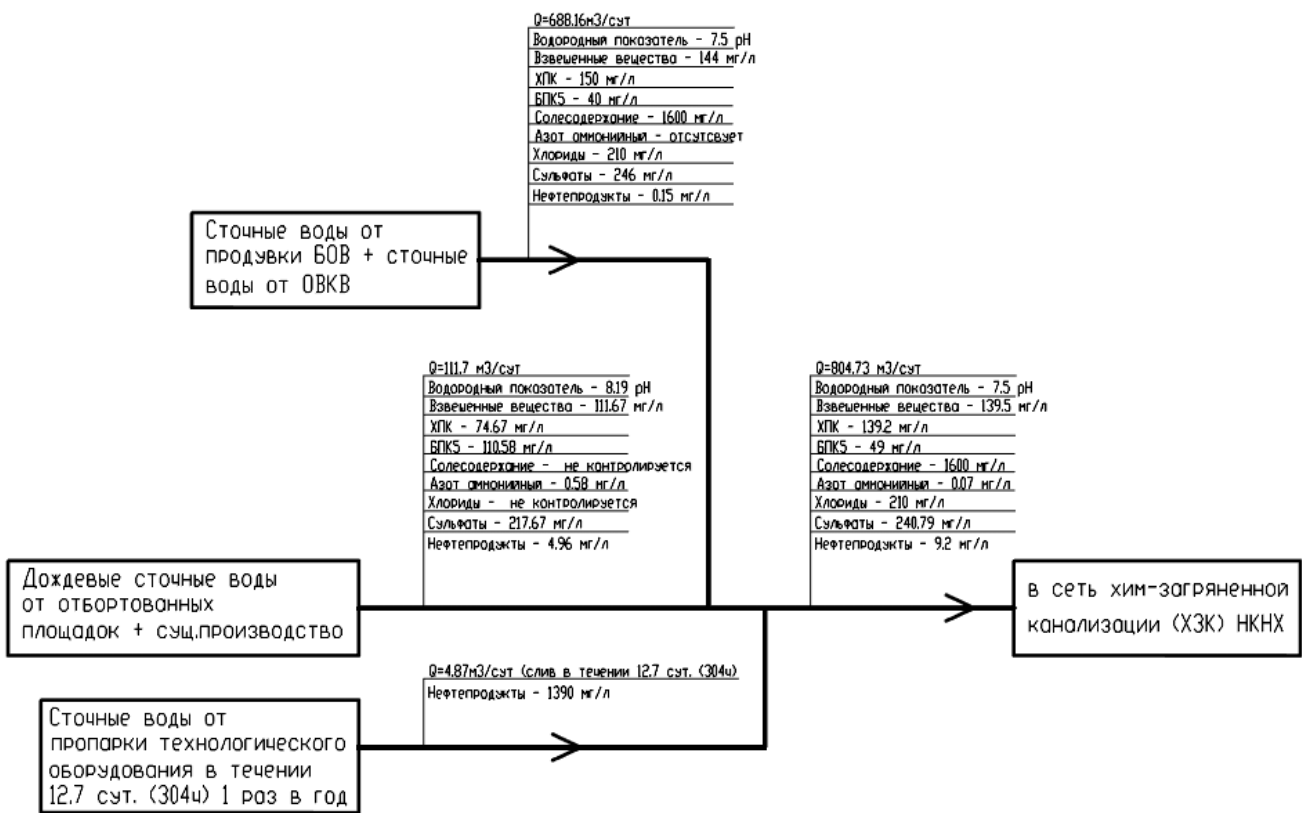 Q=688.16м3/сут
Водородный показатель - 7.5 pH
Взвешенные вещества - 144 мг/л
ХПК - 150 мг/л
БПК5 - 40 мг/л
Солесодержание - 1600 мг/л
Азот аммонийный - отсутсвует
Хлориды - 210 мг/л
Сульфаты - 246 мг/л
Нефтепродукты - 0.15 мг/л
Сточные воды от
продувки БОВ + сточные
воды от ОВКВ
Q=111.7 м3/сут
Водородный показатель - 8.19 pH
Взвешенные вещества - 111.67 мг/л
ХПК - 74.67 мг/л
БПК5 - 110.58 мг/л
Солесодержание - не контролируется
Азот аммонийный - 0.58 мг/л
Хлориды - не контролируется
Сульфаты - 217.67 мг/л
Нефтепродукты - 4.96 мг/л
Q=804.73 м3/сут
Водородный показатель - 7.5 pH
Взвешенные вещества - 139.5 мг/л
ХПК - 139.2 мг/л
БПК5 - 49 мг/л
Солесодержание - 1600 мг/л
Азот аммонийный - 0.07 мг/л
Хлориды - 210 мг/л
Сульфаты - 240.79 мг/л
Нефтепродукты - 9.2 мг/л
Дождевые сточные воды
от отбортованных
площадок + сущ.производство
в сеть хим-загряненной
канализации (ХЗК) НКНХ
Q=4.87м3/сут (слив в течении 12.7 сут. (304ч)
Нефтепродукты - 1390 мг/л
Сточные воды от
пропарки технологического
оборудования в течении
12.7 сут. (304ч) 1 раз в год